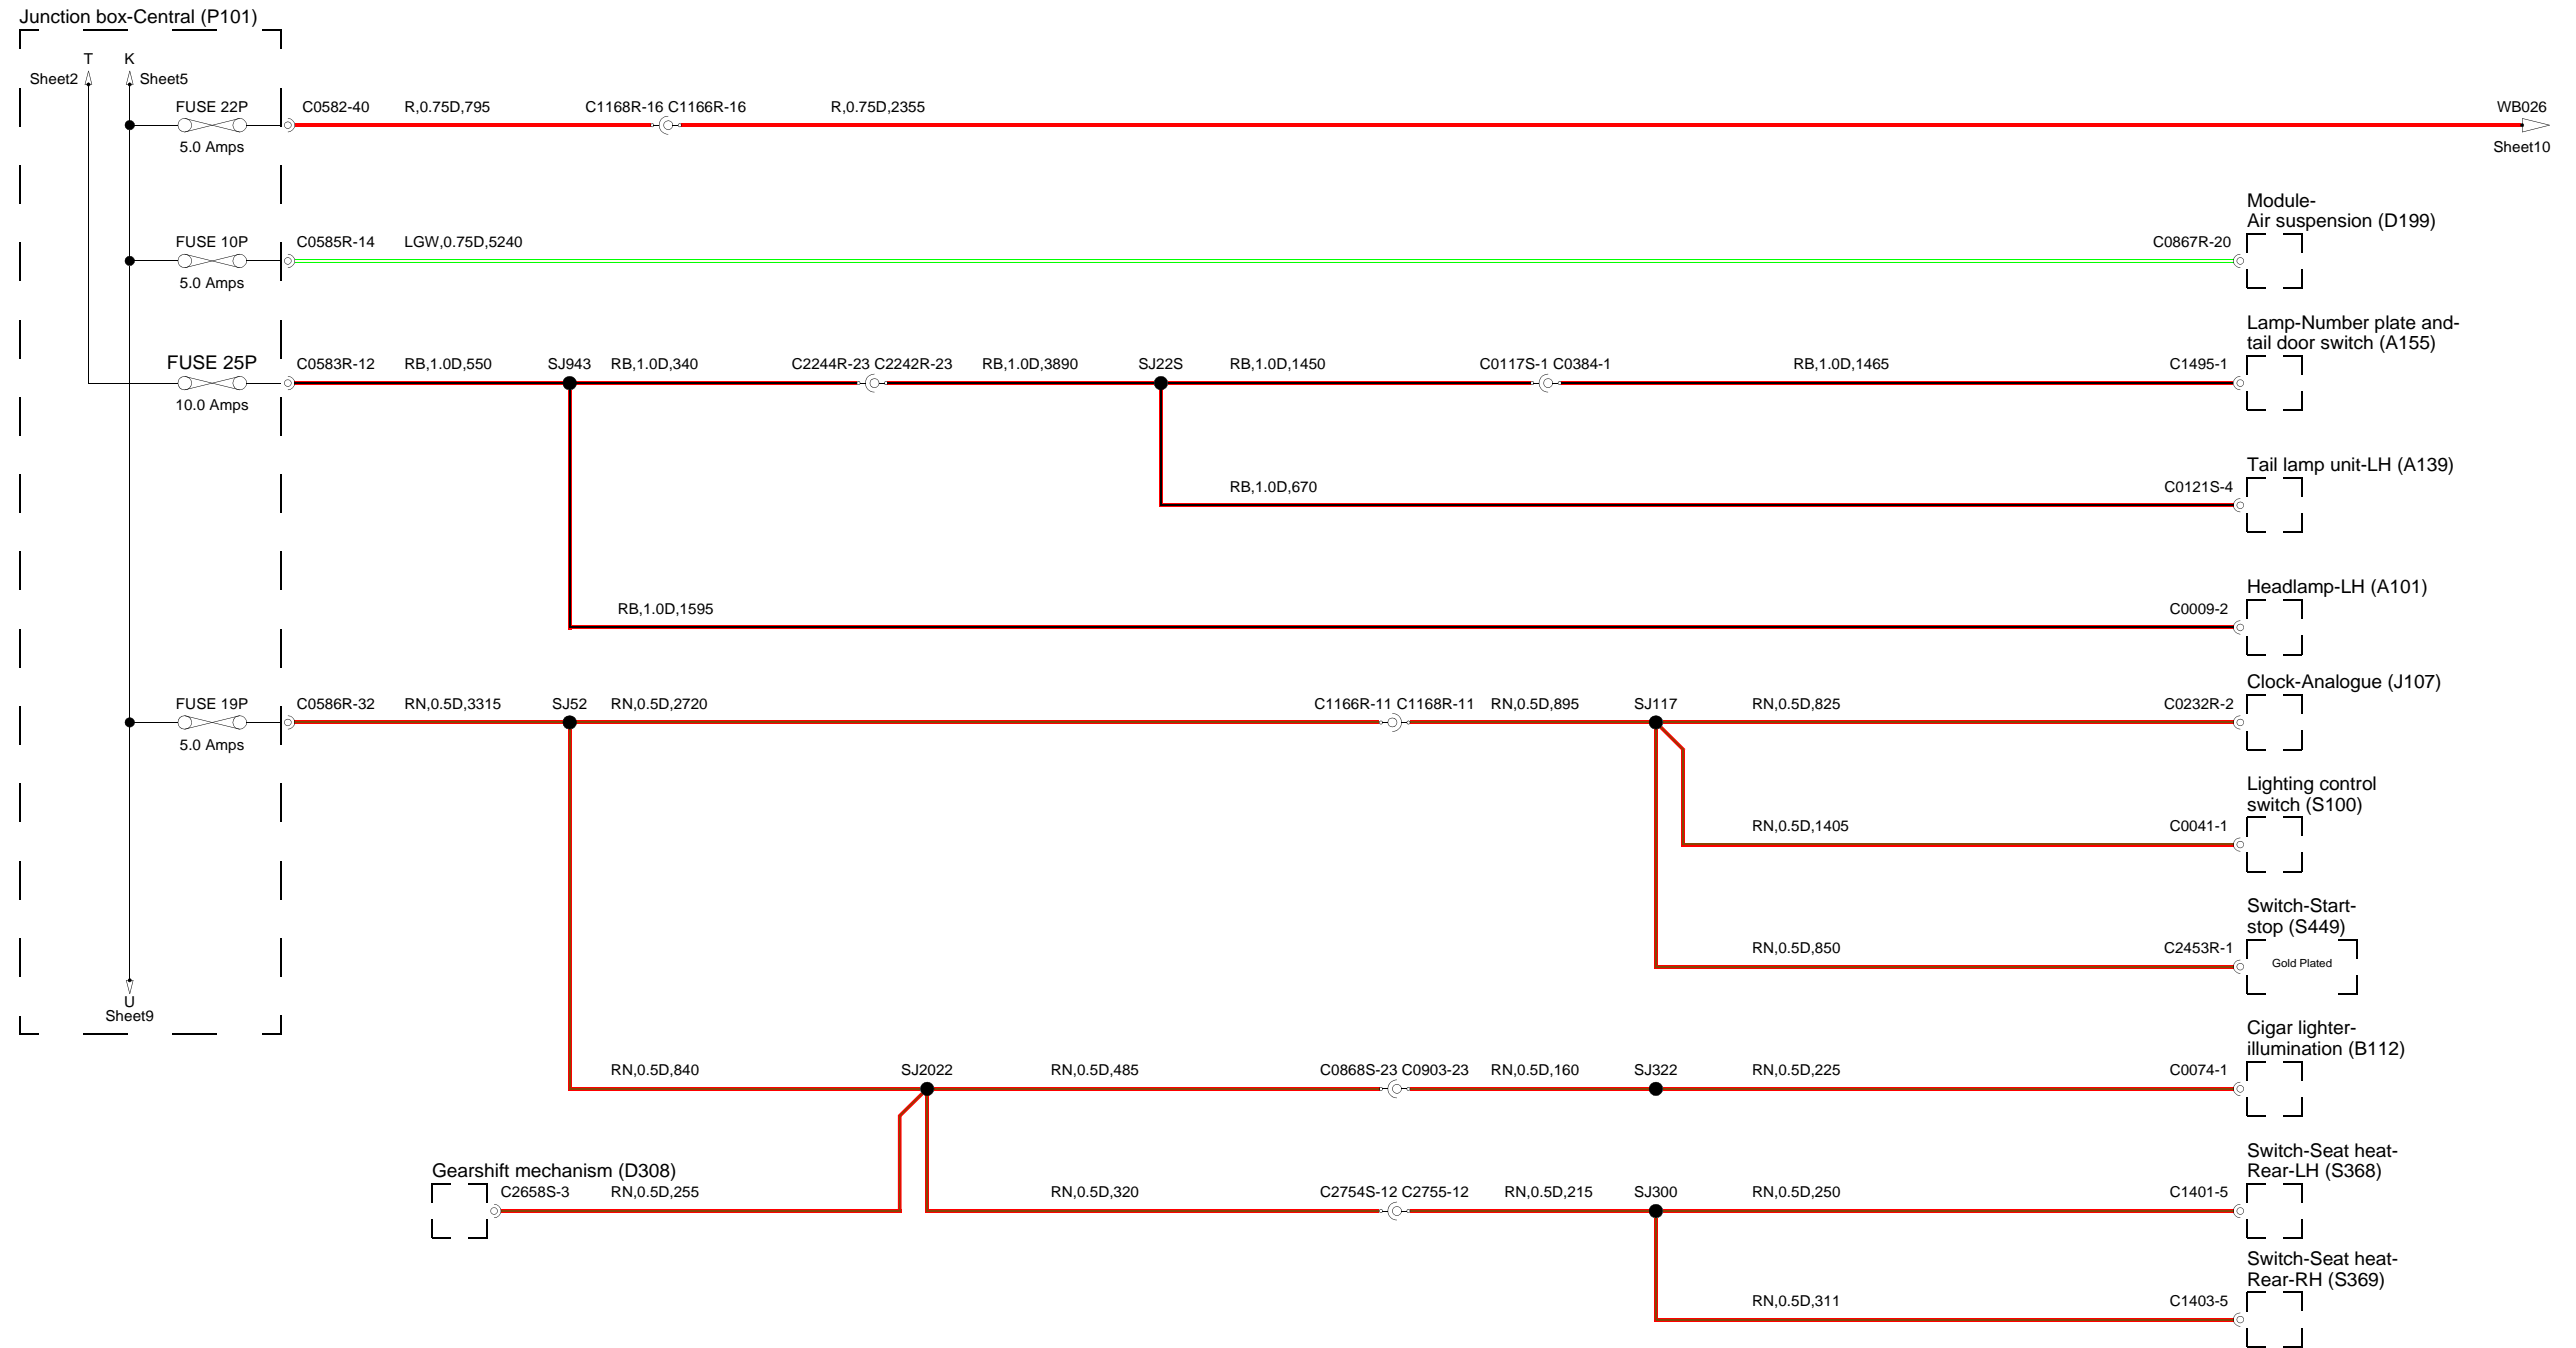 Junction box-Central (P101)
T K
Sheet2 Sheet5
FUSE 22P C0582-40 R,0.75D,795 C1168R-16 C1166R-16 R,0.75D,2355 WB026
5.0 Amps Sheet10
Module-
Air suspension (D199)
FUSE 10P C0585R-14 LGW,0.75D,5240 C0867R-20
5.0 Amps
Lamp-Number plate and-
tail door switch (A155)
FUSE 25P C0583R-12 RB,1.0D,550 SJ943 RB,1.0D,340 C2244R-23 C2242R-23 RB,1.0D,3890 SJ22S RB,1.0D,1450 C0117S-1 C0384-1 RB,1.0D,1465 C1495-1
10.0 Amps
Tail lamp unit-LH (A139)
RB,1.0D,670 C0121S-4
Headlamp-LH (A101)
RB,1.0D,1595 C0009-2
Clock-Analogue (J107)
FUSE 19P C0586R-32 RN,0.5D,3315 SJ52 RN,0.5D,2720 C1166R-11 C1168R-11 RN,0.5D,895 SJ117 RN,0.5D,825 C0232R-2
5.0 Amps
Lighting control
switch (S100)
RN,0.5D,1405 C0041-1
Switch-Start-
stop (S449)
RN,0.5D,850 C2453R-1
Gold Plated
U
Sheet9
Cigar lighter-
illumination (B112)
RN,0.5D,840 SJ2022 RN,0.5D,485 C0868S-23 C0903-23 RN,0.5D,160 SJ322 RN,0.5D,225 C0074-1
Switch-Seat heat-
Rear-LH (S368)
Gearshift mechanism (D308)
C2658S-3 RN,0.5D,255 RN,0.5D,320 C2754S-12 C2755-12 RN,0.5D,215 SJ300 RN,0.5D,250 C1401-5
Switch-Seat heat-
Rear-RH (S369)
RN,0.5D,311 C1403-5